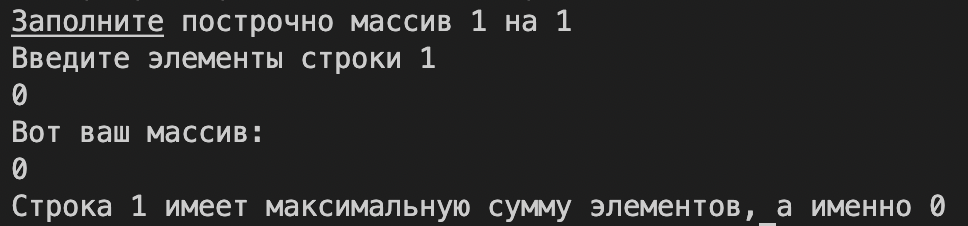 Заполните построчно массив 1 на 1
Введите элементы строки 1
0
Вот ваш массив:
0
Строка 1 имеет максимальную сумму элементов,_а именно 0